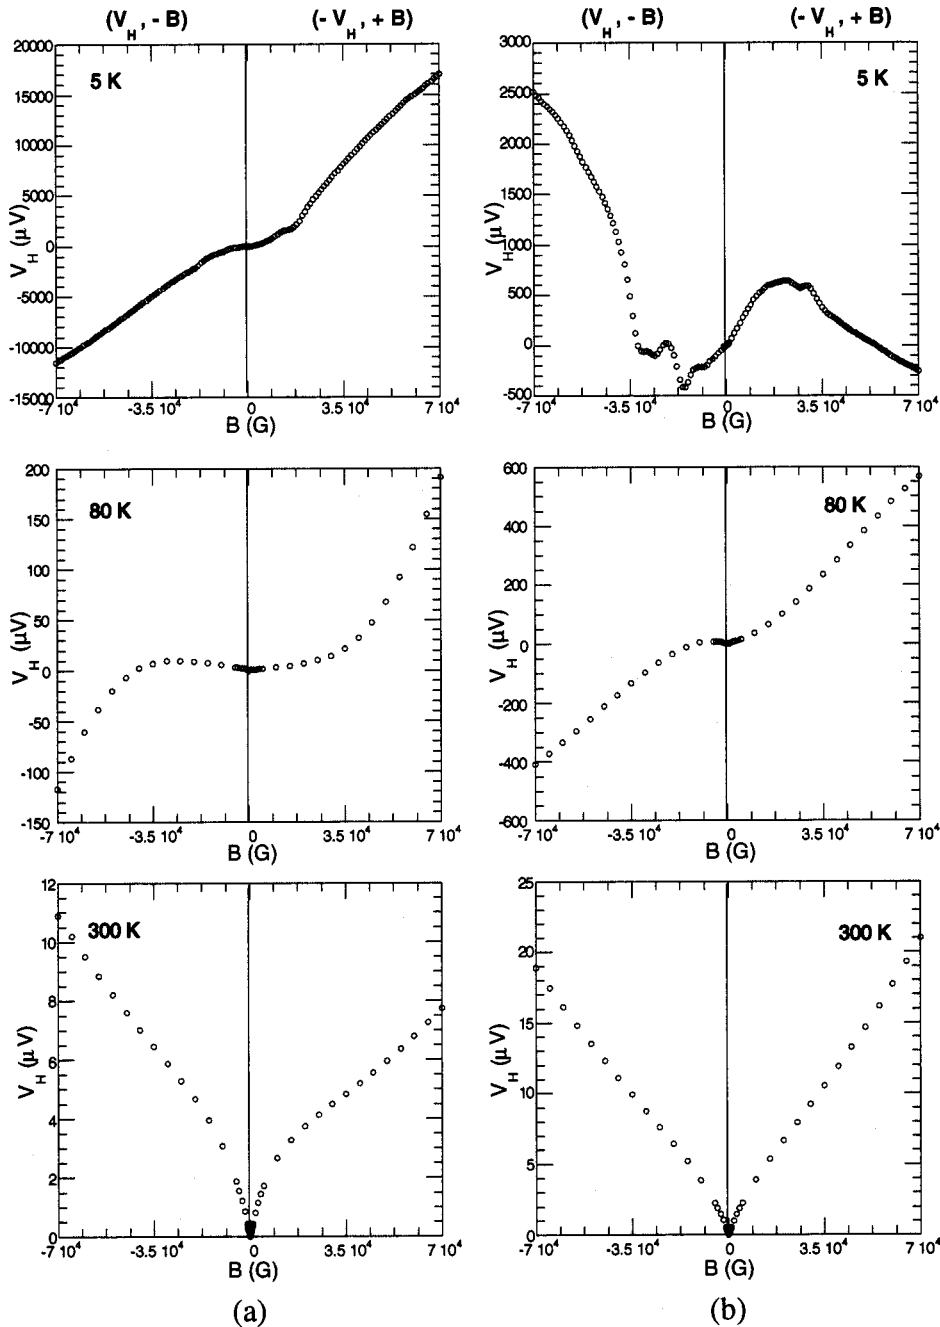 (V_H, - B) (- V_H, + B) (V_H, - B) (- V_H, + B)
20000 15000 10000 5000 0 -5000 -10000 -15000
V_H (μ V)
5 K
-7 10^4 -3.5 10^4 0 3.5 10^4 7 10^4
B (G)
3000 2500 2000 1500 1000 500 0 -500
V_H (μ V)
5 K
-7 10^4 -3.5 10^4 0 3.5 10^4 7 10^4
B (G)
200 150 100 50 0 -50 -100 -150
V_H (μV)
80 K
-7 10^4 -3.5 10^4 0 3.5 10^4 7 10^4
B (G)
600 400 200 0 -200 -400 -600
V_H (μV)
80 K
-7 10^4 -3.5 10^4 0 3.5 10^4 7 10^4
B (G)
12 10 8 6 4 2 0
V_H (μ V)
300 K
-7 10^4 -3.5 10^4 0 3.5 10^4 7 10^4
B (G)
25 20 15 10 5 0
V_H (μ V)
300 K
-7 10^4 -3.5 10^4 0 3.5 10^4 7 10^4
B (G)
(a) (b)